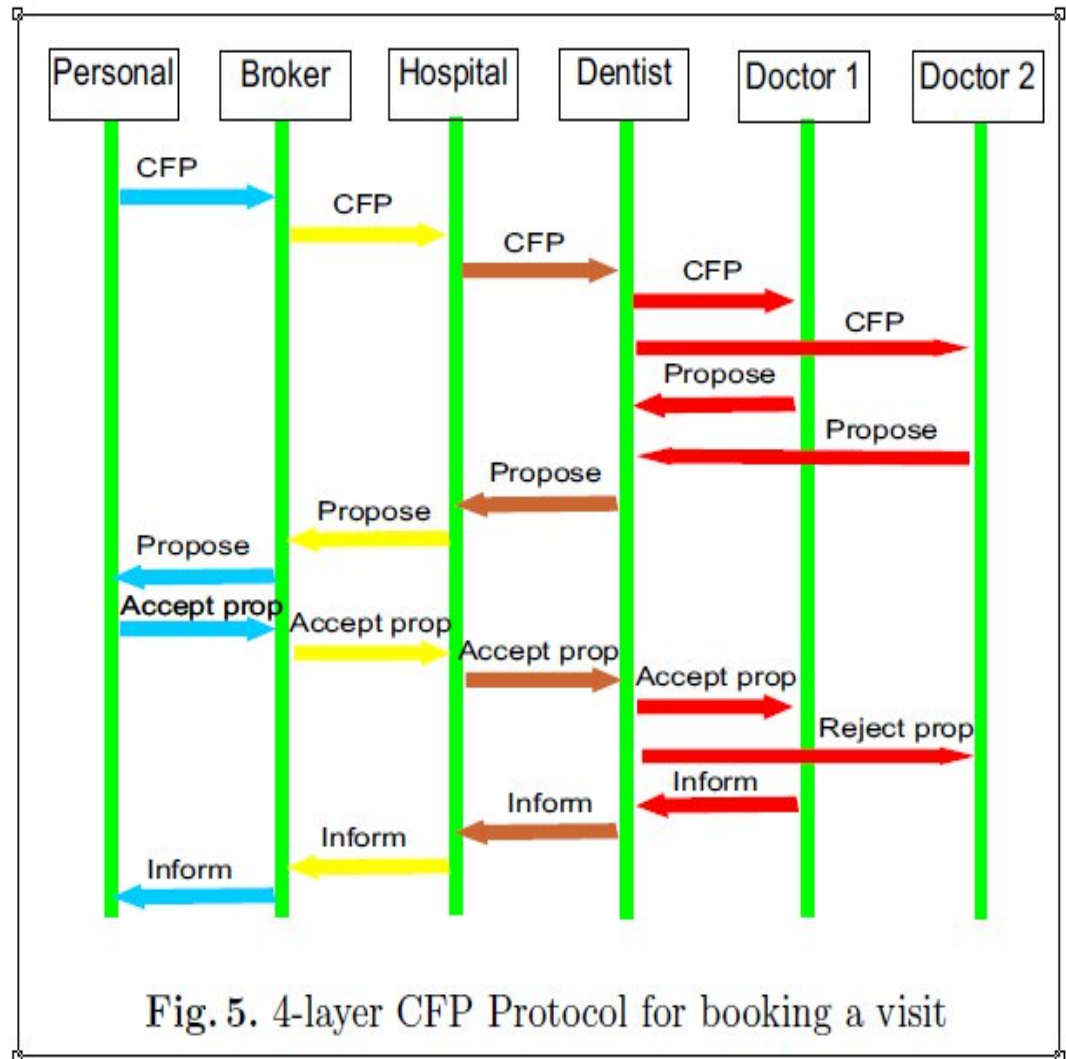 Personal
Broker
Hospital
Dentist
Doctor 1
Doctor 2
CFP
CFP
CFP
CFP
CFP
Propose
Propose
Propose
Propose
Propose
Accept prop
Accept prop
Accept prop
Accept prop
Reject prop
Inform
Inform
Inform
Inform
Fig. 5. 4-layer CFP Protocol for booking a visit